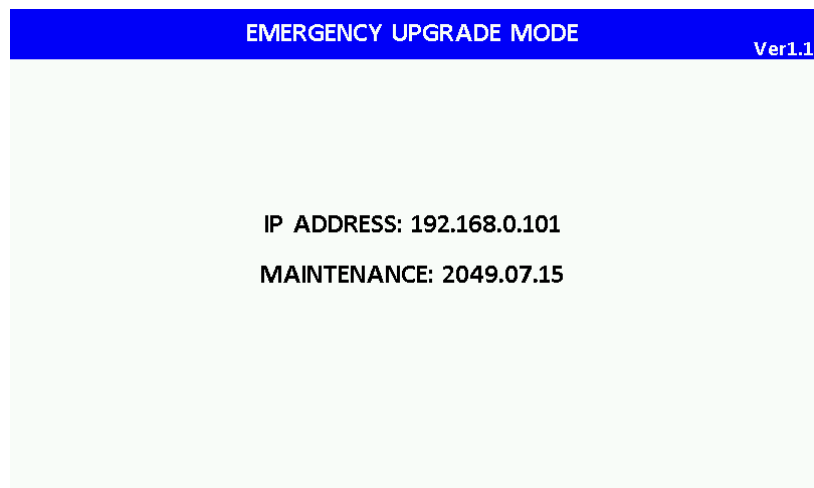 EMERGENCY UPGRADE MODE
Ver1.1
IP ADDRESS: 192.168.0.101
MAINTENANCE: 2049.07.15